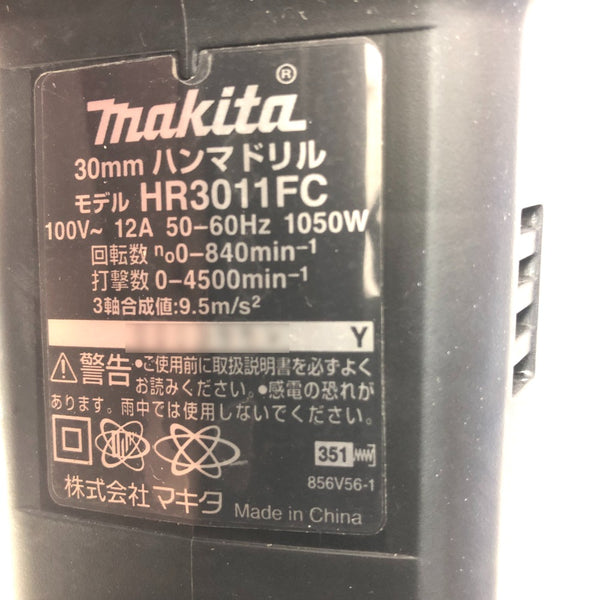 makita®
30mm ハンマドリル
モデル HR3011FC
100V~ 12A 50-60Hz 1050W
回転数 n₀0-840min⁻¹
打撃数 0-4500min⁻¹
3軸合成値:9.5m/s²
Y
警告 •ご使用前に取扱説明書を必ずよく
お読みください。•感電の恐れが
あります。雨中では使用しないでください。
351
856V56-1
株式会社 マキタ Made in China